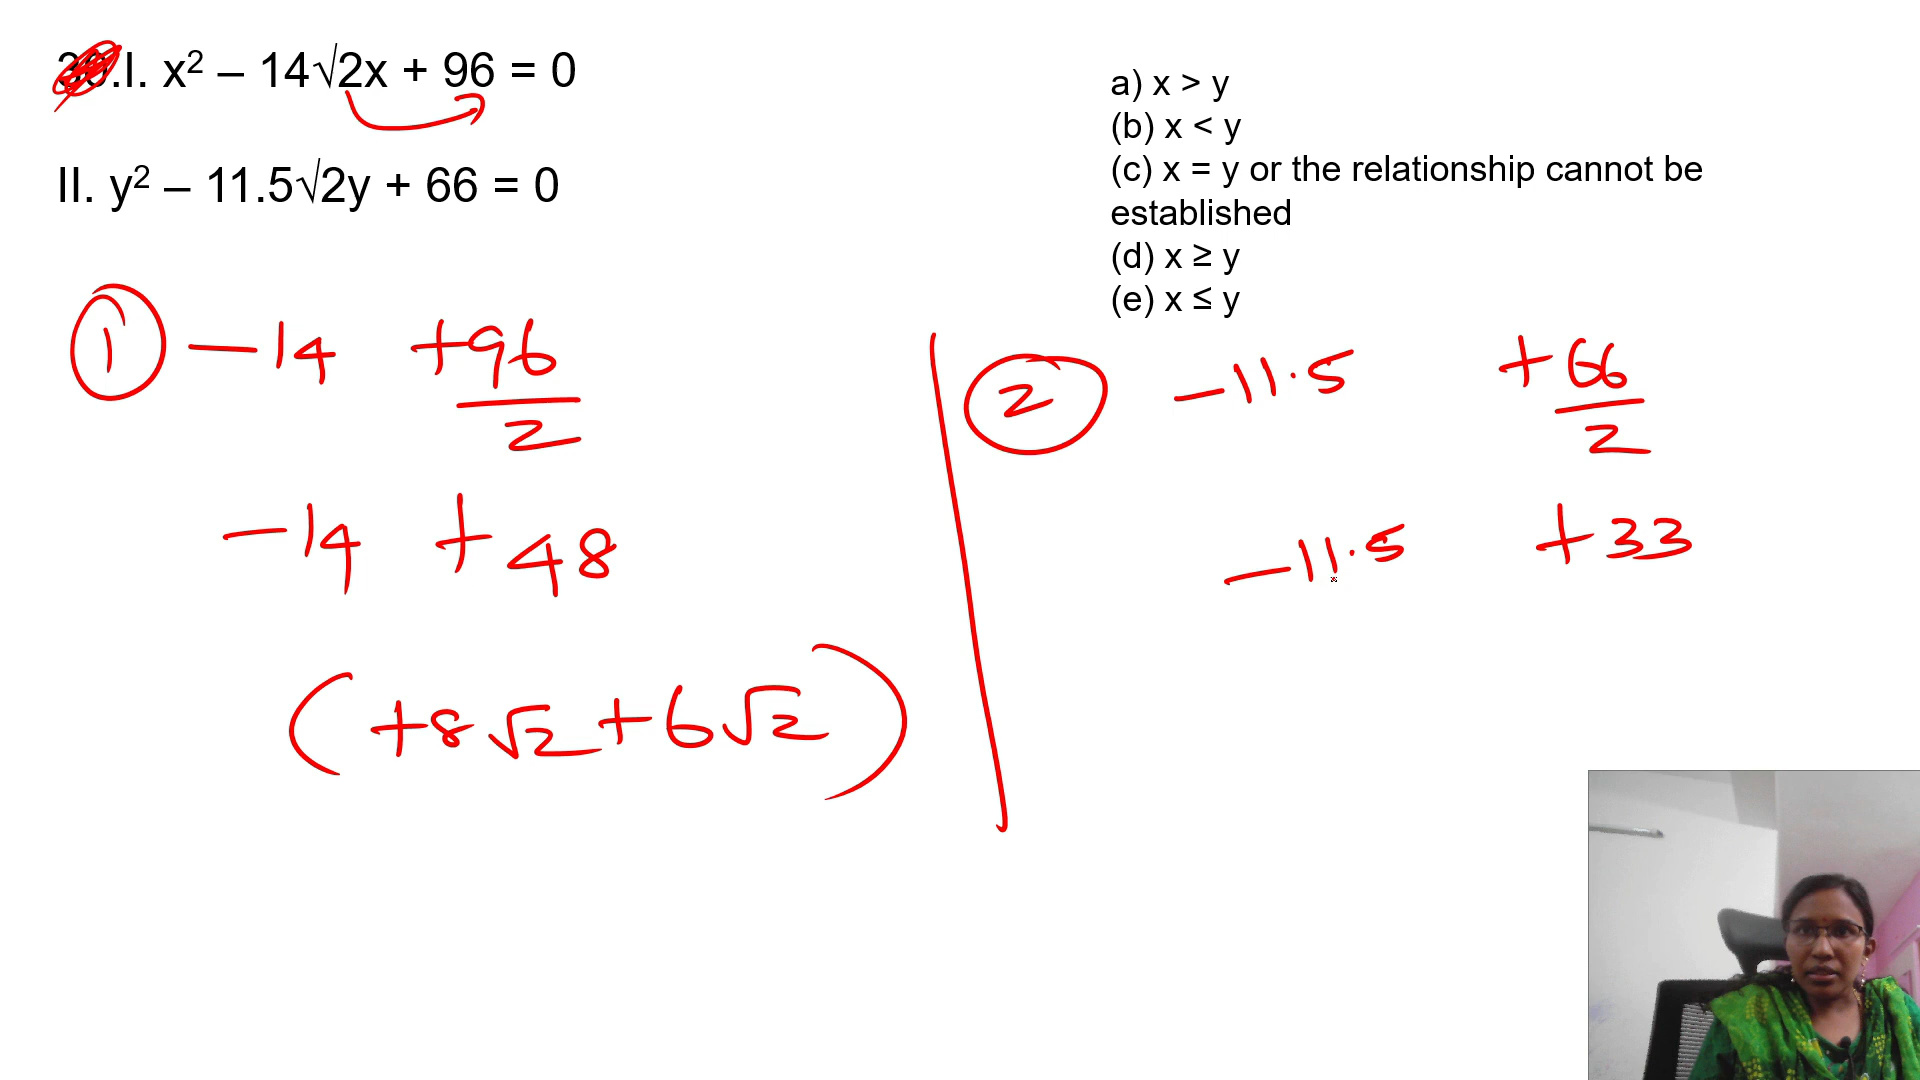 .I. x² – 14√2x + 96 = 0
II. y² – 11.5√2y + 66 = 0
a) x > y
(b) x < y
(c) x = y or the relationship cannot be
established
(d) x ≥ y
(e) x ≤ y
1 -14 +96/2
-14 +48
(+8√2 +6√2)
2 -11.5 +66/2
-11.5 +33